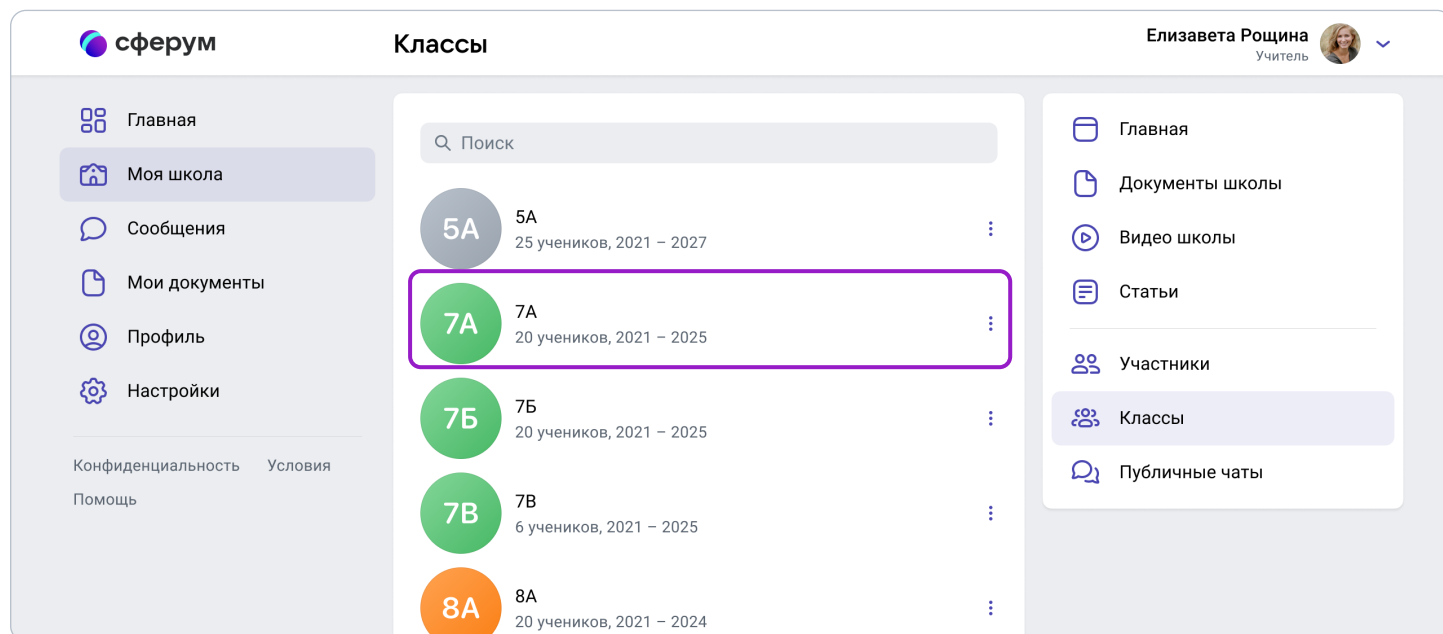 сферум
Классы
Елизавета Рощина
Учитель
Главная
Моя школа
Сообщения
Мои документы
Профиль
Настройки
Конфиденциальность Условия
Помощь
Поиск
5А
5А
25 учеников, 2021 – 2027
7А
7А
20 учеников, 2021 – 2025
7Б
7Б
20 учеников, 2021 – 2025
7В
7В
6 учеников, 2021 – 2025
8А
8А
20 учеников, 2021 – 2024
Главная
Документы школы
Видео школы
Статьи
Участники
Классы
Публичные чаты